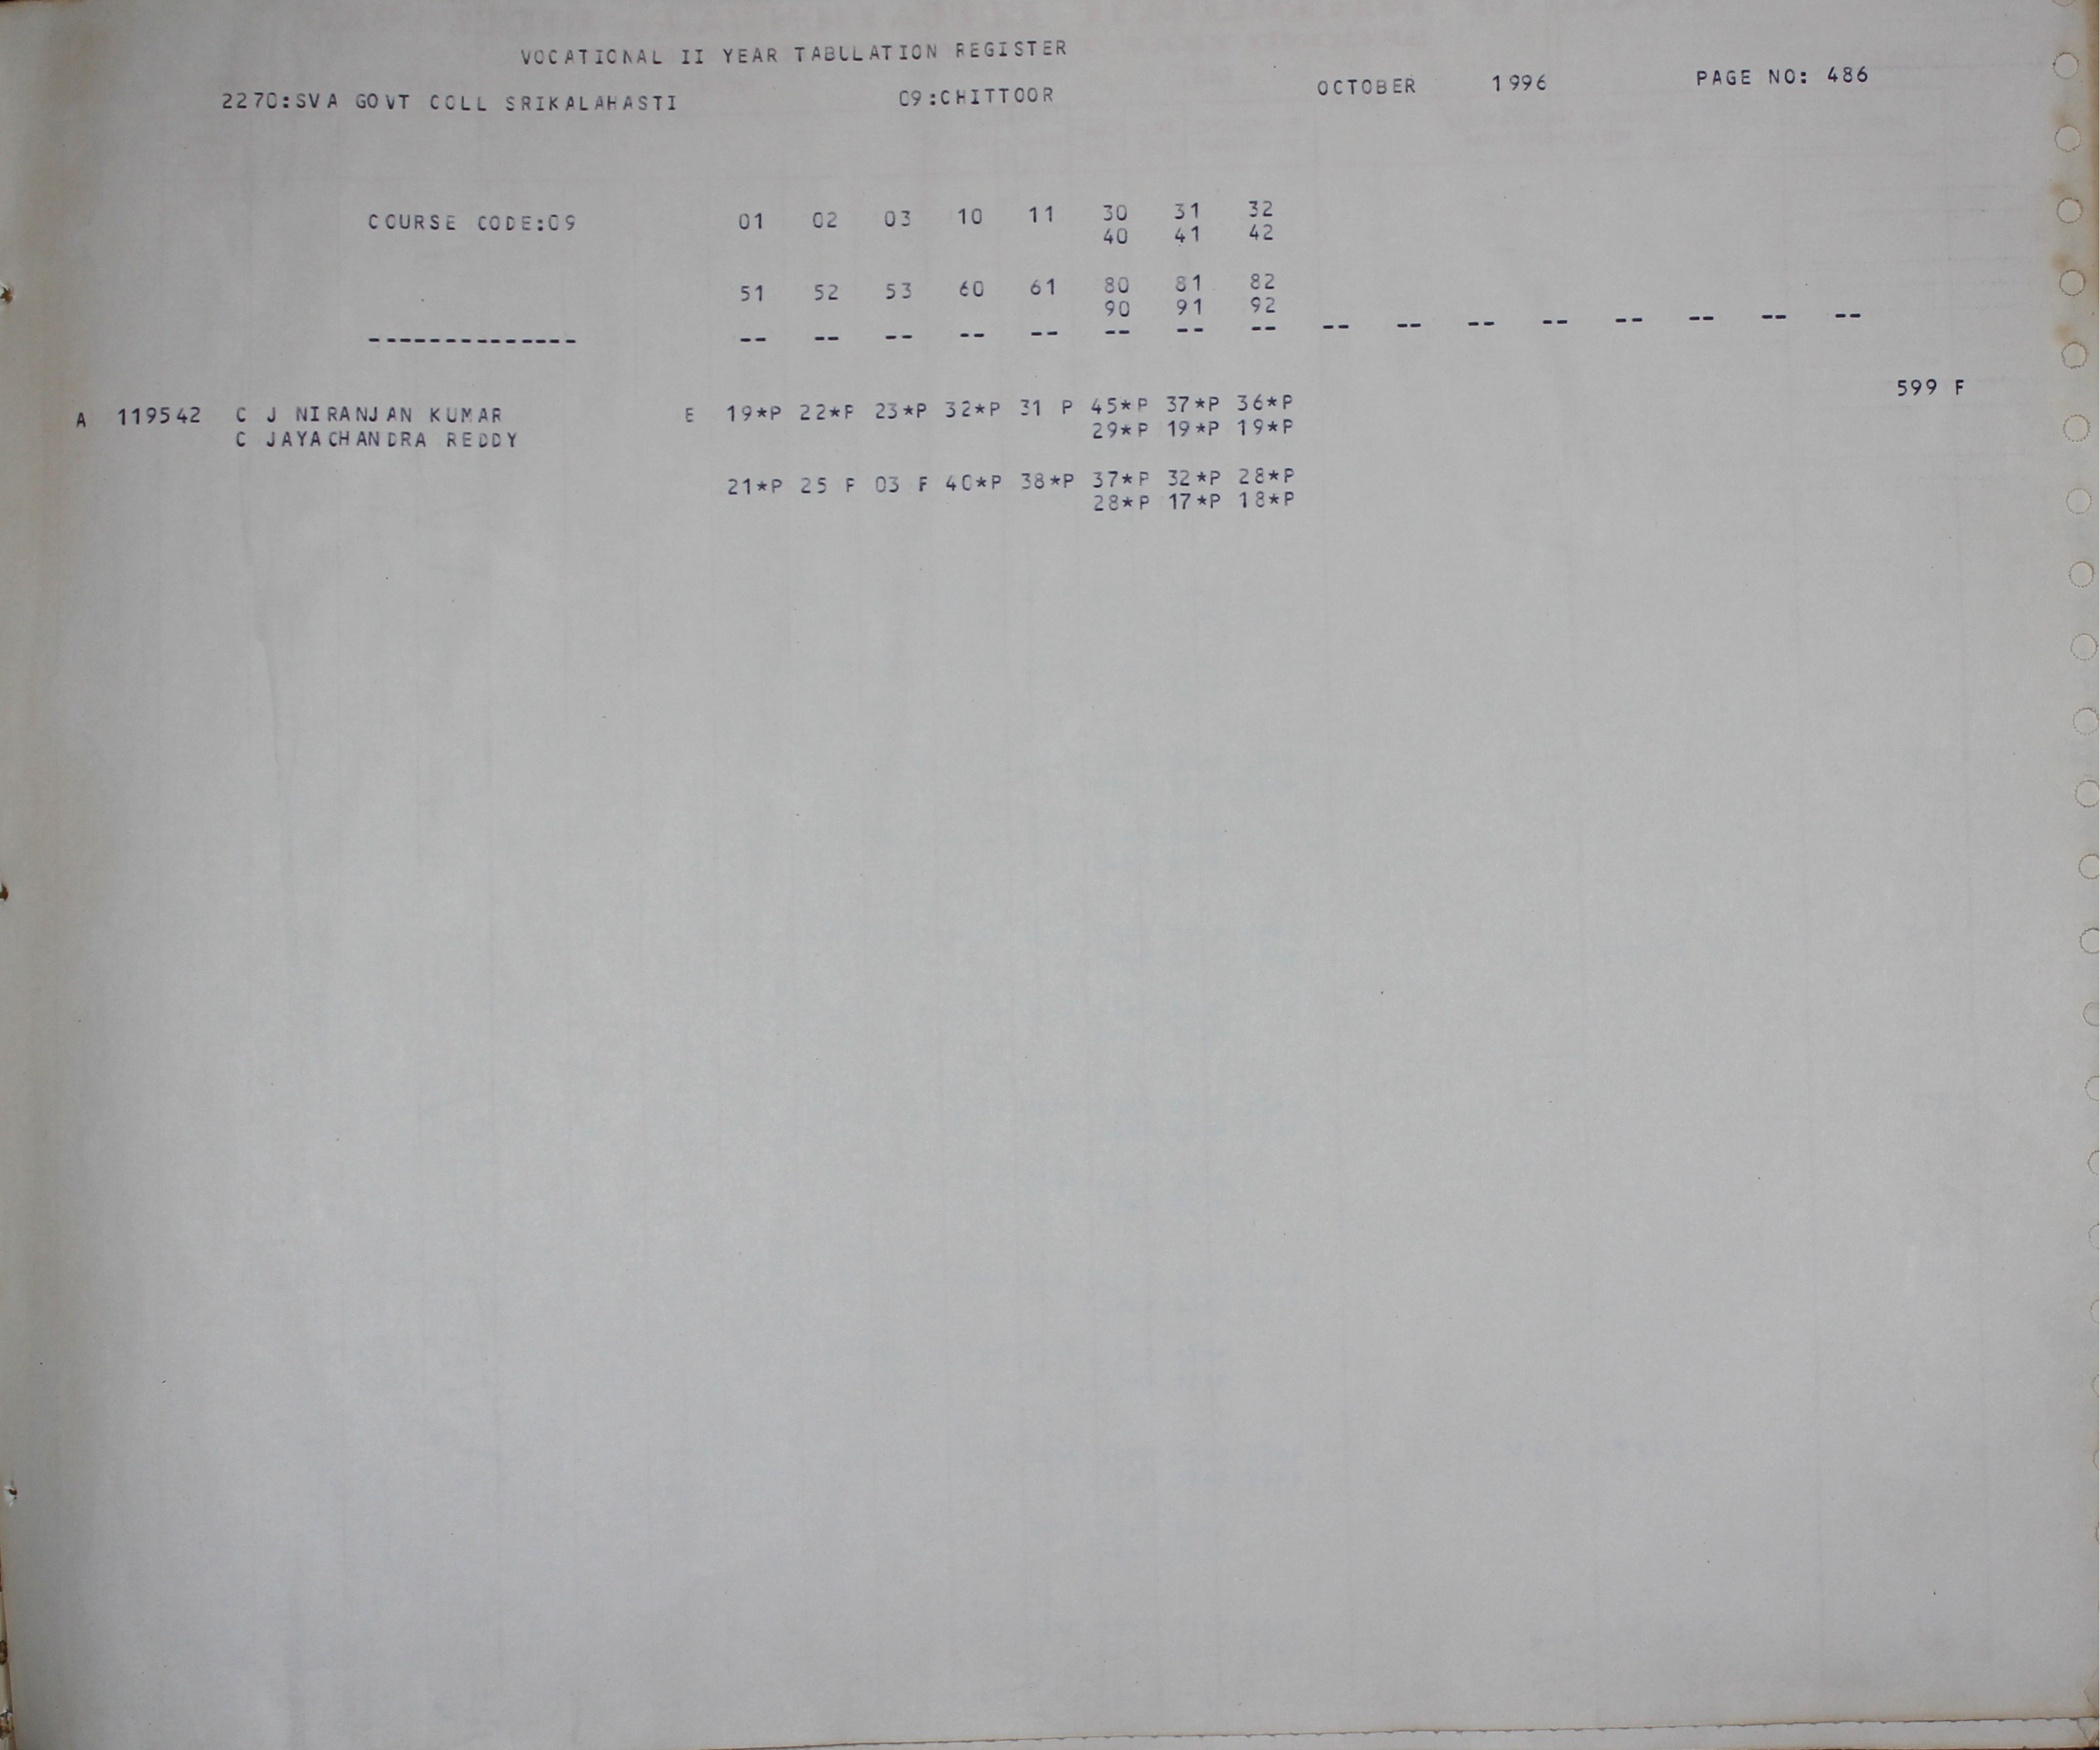 VOCATIONAL II YEAR TABULATION REGISTER
2270:SVA GOVT COLL SRIKALAHASTI 09:CHITTOOR OCTOBER 1996 PAGE NO: 486
COURSE CODE:09 01 02 03 10 11 30 31 32
40 41 42
51 52 53 60 61 80 81 82
90 91 92
-------------- -- -- -- -- -- -- -- -- -- -- -- -- -- -- -- --
599 F
A 119542 C J NIRANJAN KUMAR E 19*P 22*P 23*P 32*P 31 P 45*P 37*P 36*P
C JAYACHANDRA REDDY 29*P 19*P 19*P
21*P 25 F 03 F 40*P 38*P 37*P 32*P 28*P
28*P 17*P 18*P